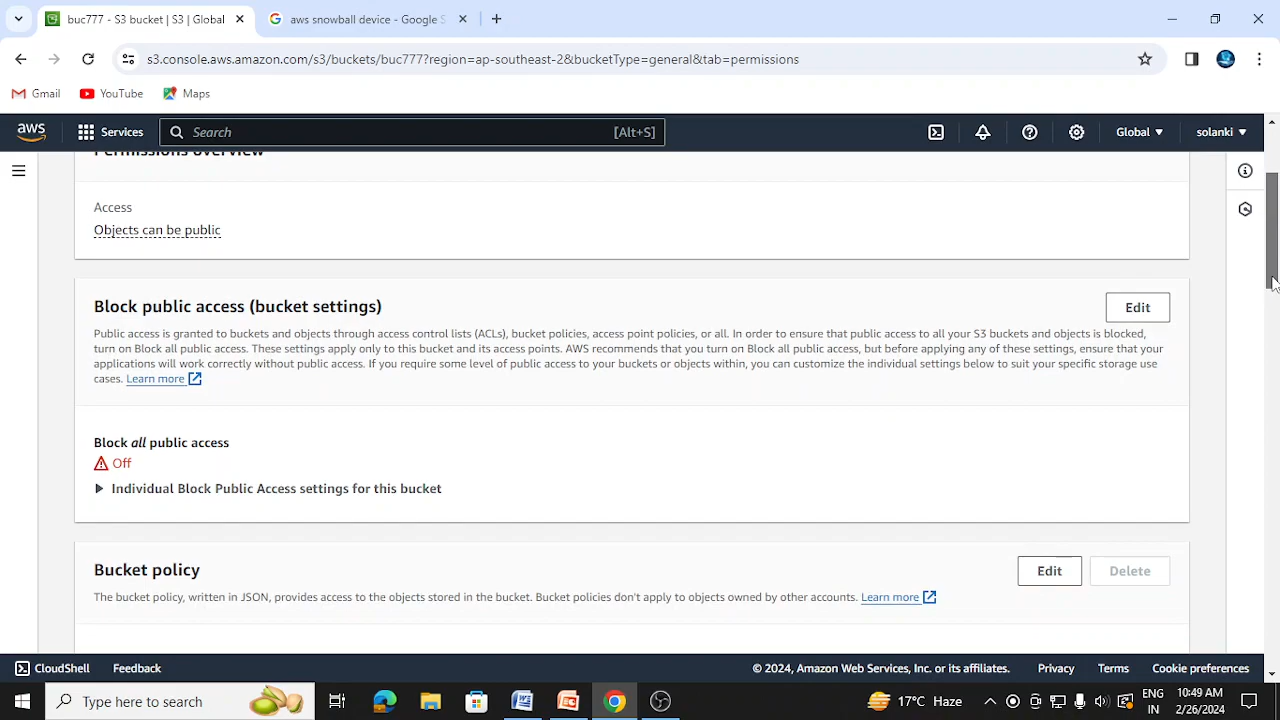 buc777 - S3 bucket | S3 | Global
aws snowball device - Google S
s3.console.aws.amazon.com/s3/buckets/buc777?region=ap-southeast-2&bucketType=general&tab=permissions
Gmail
YouTube
Maps
aws
Services
Search
[Alt+S]
Global
solanki
Permissions overview
Access
Objects can be public
Block public access (bucket settings)
Edit
Public access is granted to buckets and objects through access control lists (ACLs), bucket policies, access point policies, or all. In order to ensure that public access to all your S3 buckets and objects is blocked,
turn on Block all public access. These settings apply only to this bucket and its access points. AWS recommends that you turn on Block all public access, but before applying any of these settings, ensure that your
applications will work correctly without public access. If you require some level of public access to your buckets or objects within, you can customize the individual settings below to suit your specific storage use
cases. Learn more
Block all public access
Off
Individual Block Public Access settings for this bucket
Bucket policy
Edit
Delete
The bucket policy, written in JSON, provides access to the objects stored in the bucket. Bucket policies don't apply to objects owned by other accounts. Learn more
CloudShell
Feedback
© 2024, Amazon Web Services, Inc. or its affiliates.
Privacy
Terms
Cookie preferences
Type here to search
17°C Haze
ENG
IN
10:49 AM
2/26/2024